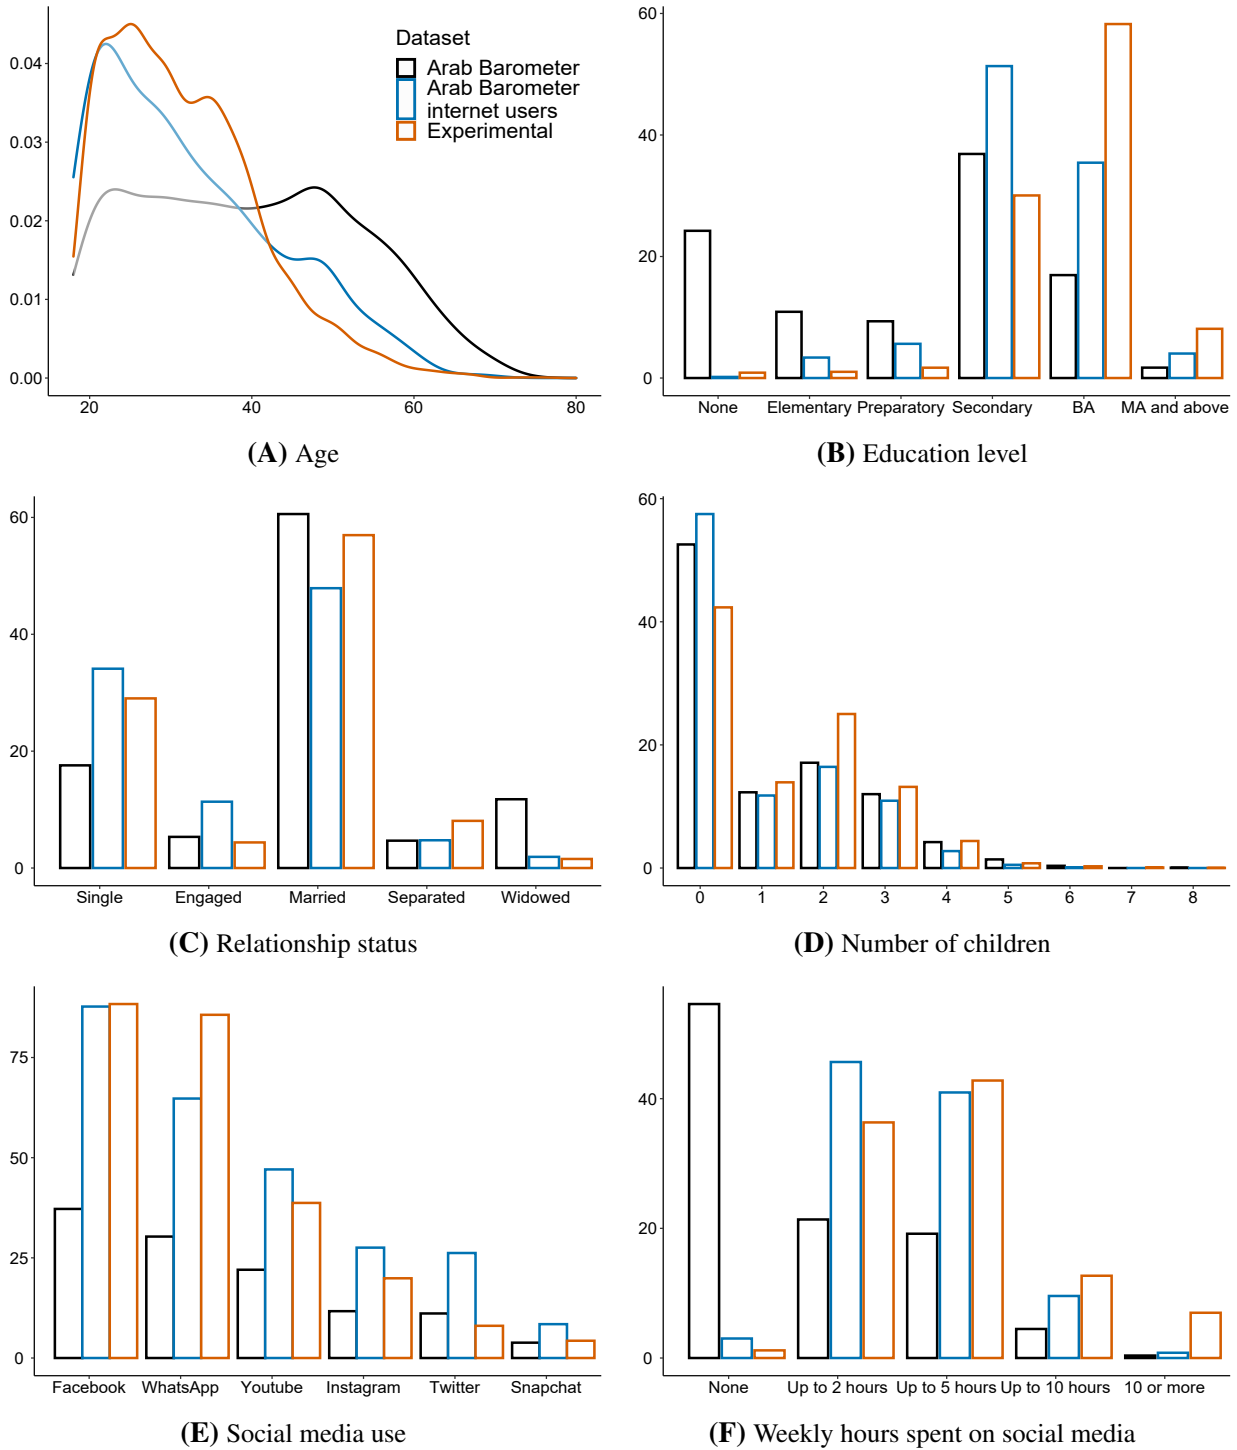 Dataset
Arab Barometer
Arab Barometer
internet users
Experimental
0.04
0.03
0.02
0.01
0.00
20 40 60 80
(A) Age
60
40
20
0
None Elementary Preparatory Secondary BA MA and above
(B) Education level
60
40
20
0
Single Engaged Married Separated Widowed
(C) Relationship status
60
40
20
0
0 1 2 3 4 5 6 7 8
(D) Number of children
75
50
25
0
Facebook WhatsApp Youtube Instagram Twitter Snapchat
(E) Social media use
40
20
0
None Up to 2 hours Up to 5 hours Up to 10 hours 10 or more
(F) Weekly hours spent on social media